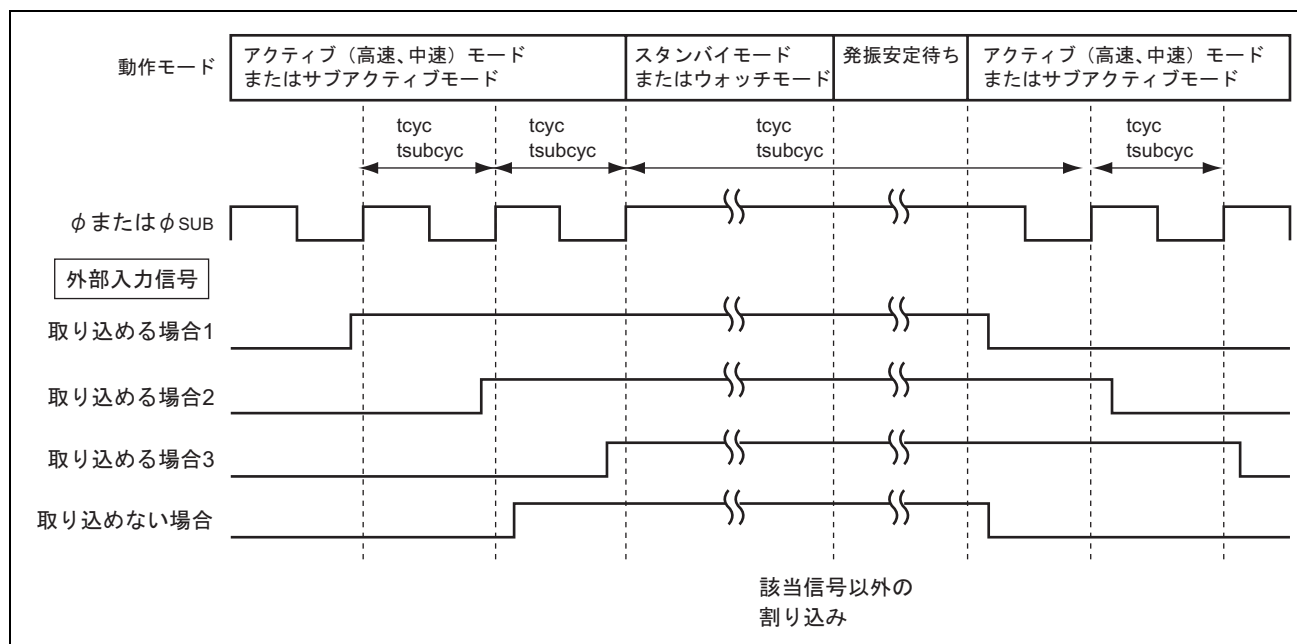 動作モード
アクティブ（高速、中速）モード
またはサブアクティブモード
スタンバイモード
またはウォッチモード
発振安定待ち
アクティブ（高速、中速）モード
またはサブアクティブモード
tcyc
tsubcyc
tcyc
tsubcyc
tcyc
tsubcyc
tcyc
tsubcyc
φまたはφSUB
外部入力信号
取り込める場合1
取り込める場合2
取り込める場合3
取り込めない場合
該当信号以外の
割り込み